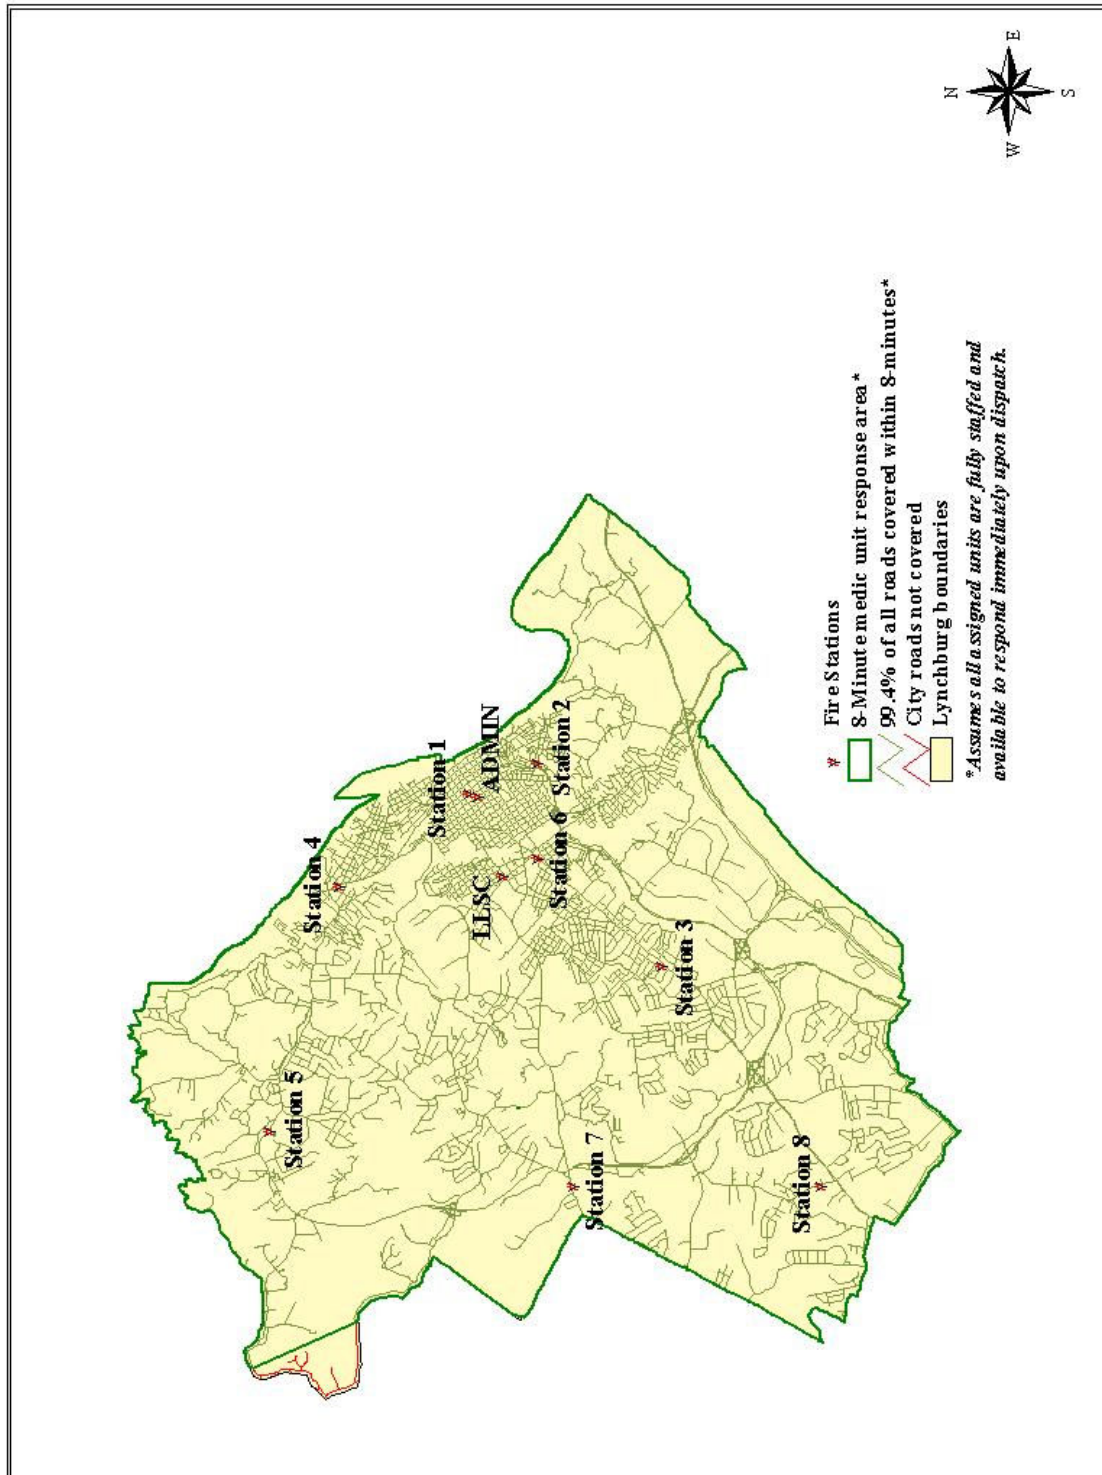 Station 5
Station 4
Station 1
LLSC
ADMIN
Station 6
Station 2
Station 7
Station 3
Station 8
Fire Stations
8-Minute medic unit response area*
99.4% of all roads covered within 8-minutes*
City roads not covered
Lynchburg boundaries
*Assumes all assigned units are fully staffed and
available to respond immediately upon dispatch.
N
W
E
S